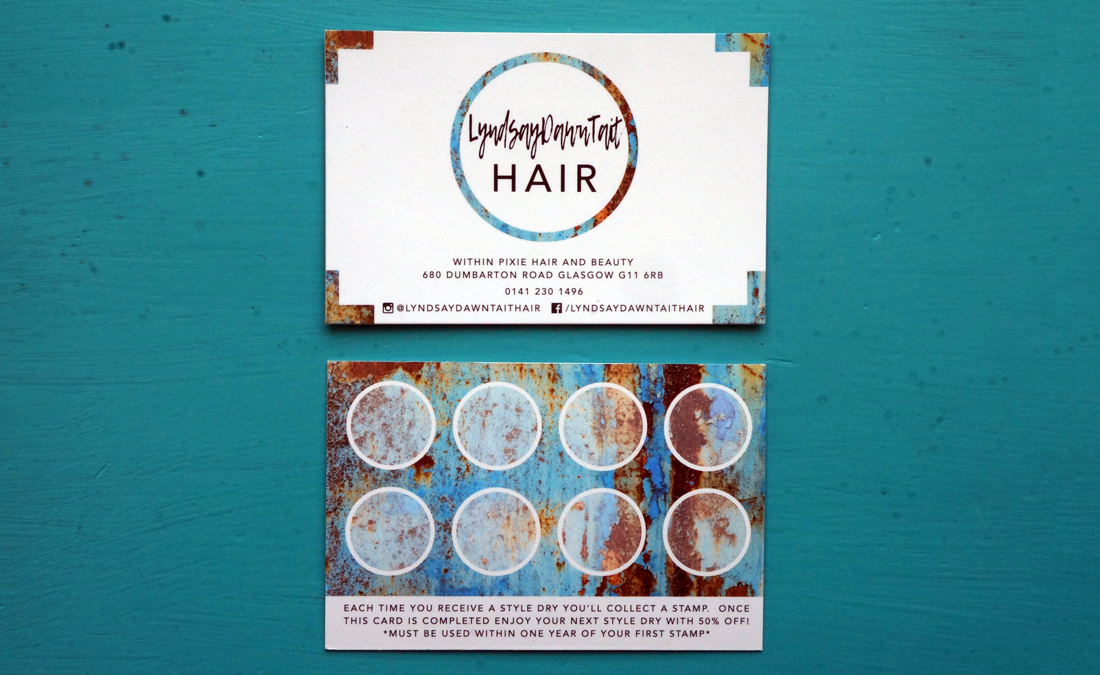 LyndsayDawnTait
HAIR
WITHIN PIXIE HAIR AND BEAUTY
680 DUMBARTON ROAD GLASGOW G11 6RB
0141 230 1496
@LYNDSAYDAWNTAITHAIR /LYNDSAYDAWNTAITHAIR
EACH TIME YOU RECEIVE A STYLE DRY YOU'LL COLLECT A STAMP. ONCE
THIS CARD IS COMPLETED ENJOY YOUR NEXT STYLE DRY WITH 50% OFF!
*MUST BE USED WITHIN ONE YEAR OF YOUR FIRST STAMP*